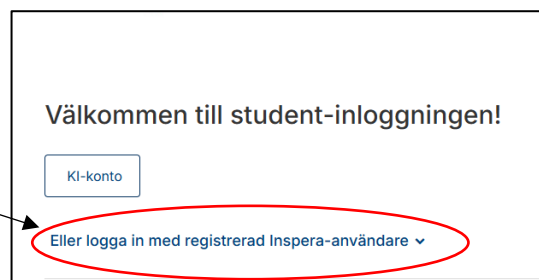 Välkommen till student-inloggningen!
KI-konto
Eller logga in med registrerad Inspera-användare